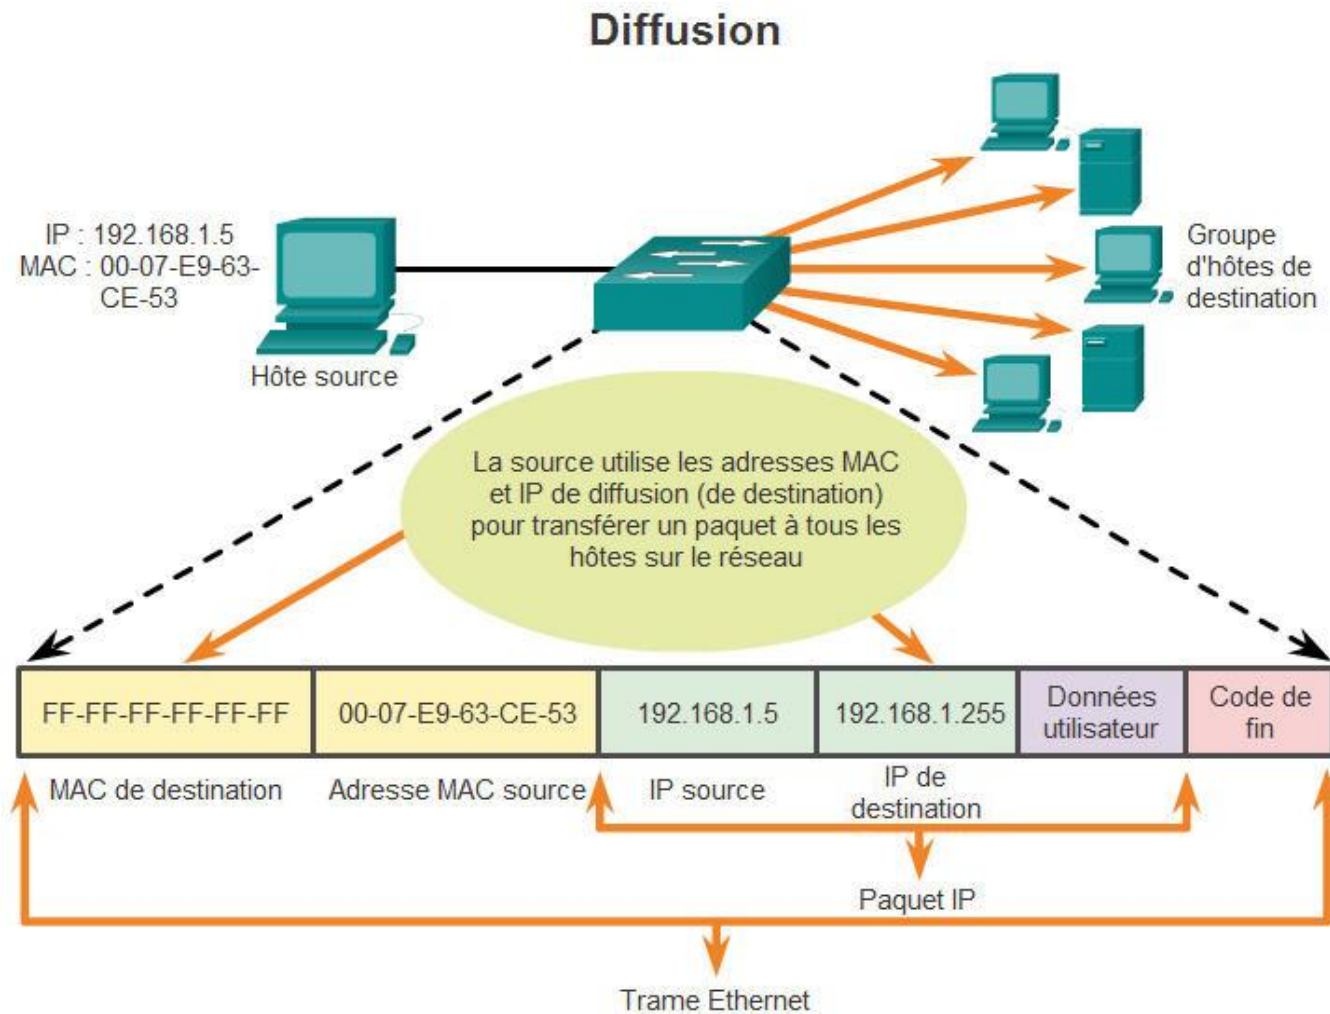 Diffusion
IP : 192.168.1.5
MAC : 00-07-E9-63-
CE-53
Hôte source
Groupe
d'hôtes de
destination
La source utilise les adresses MAC
et IP de diffusion (de destination)
pour transférer un paquet à tous les
hôtes sur le réseau
FF-FF-FF-FF-FF-FF
00-07-E9-63-CE-53
192.168.1.5
192.168.1.255
Données
utilisateur
Code de
fin
MAC de destination
Adresse MAC source
IP source
IP de
destination
Paquet IP
Trame Ethernet